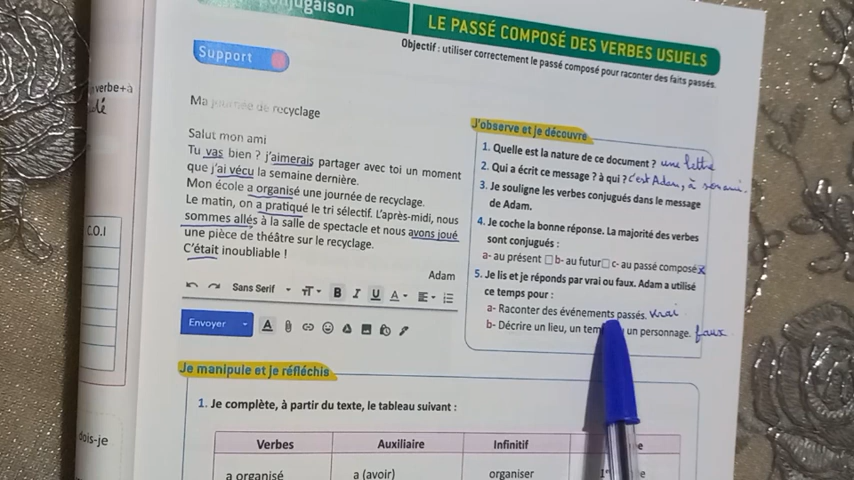 onjugaison
LE PASSÉ COMPOSÉ DES VERBES USUELS
Objectif : utiliser correctement le passé composé pour raconter des faits passés.
Support
verbe+à
Ma journée de recyclage
Salut mon ami
Tu vas bien ? j'aimerais partager avec toi un moment
que j'ai vécu la semaine dernière.
Mon école a organisé une journée de recyclage.
Le matin, on a pratiqué le tri sélectif. L'après-midi, nous
sommes allés à la salle de spectacle et nous avons joué
une pièce de théâtre sur le recyclage.
C'était inoubliable !
Adam
Sans Serif
B I U A
Envoyer
A
C.O.I
dois-je
J'observe et je découvre
1. Quelle est la nature de ce document ? une lettre
2. Qui a écrit ce message ? à qui ? c'est Adam, à son ami.
3. Je souligne les verbes conjugués dans le message
de Adam.
4. Je coche la bonne réponse. La majorité des verbes
sont conjugués :
a- au présent b- au futur c- au passé composé x
5. Je lis et je réponds par vrai ou faux. Adam a utilisé
ce temps pour :
a- Raconter des événements passés. vrai
b- Décrire un lieu, un un personnage. faux
Je manipule et je réfléchis
1. Je complète, à partir du texte, le tableau suivant :
Verbes Auxiliaire Infinitif
a organisé a (avoir) organiser